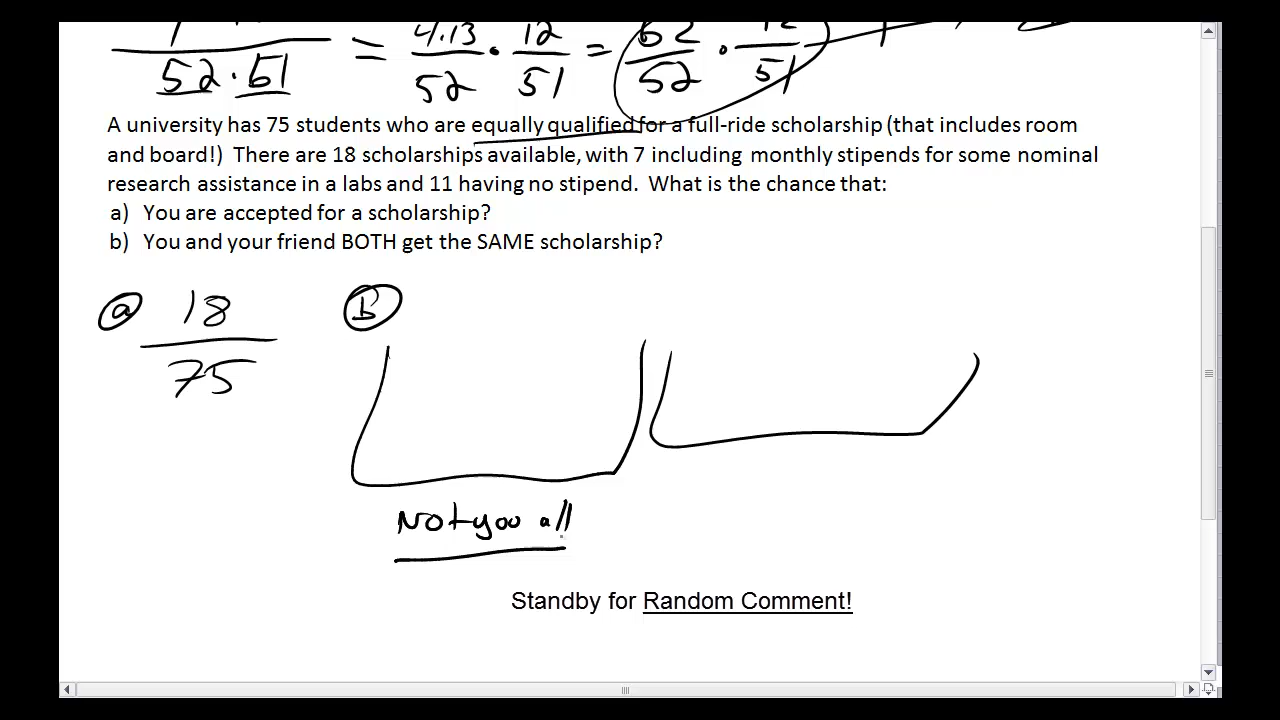 52 · 51 = 4·13 / 52 · 12 / 51 = 52 · 51
A university has 75 students who are equally qualified for a full-ride scholarship (that includes room
and board!) There are 18 scholarships available, with 7 including monthly stipends for some nominal
research assistance in a labs and 11 having no stipend. What is the chance that:
a) You are accepted for a scholarship?
b) You and your friend BOTH get the SAME scholarship?
a 18 B
75
Not you all
Standby for Random Comment!